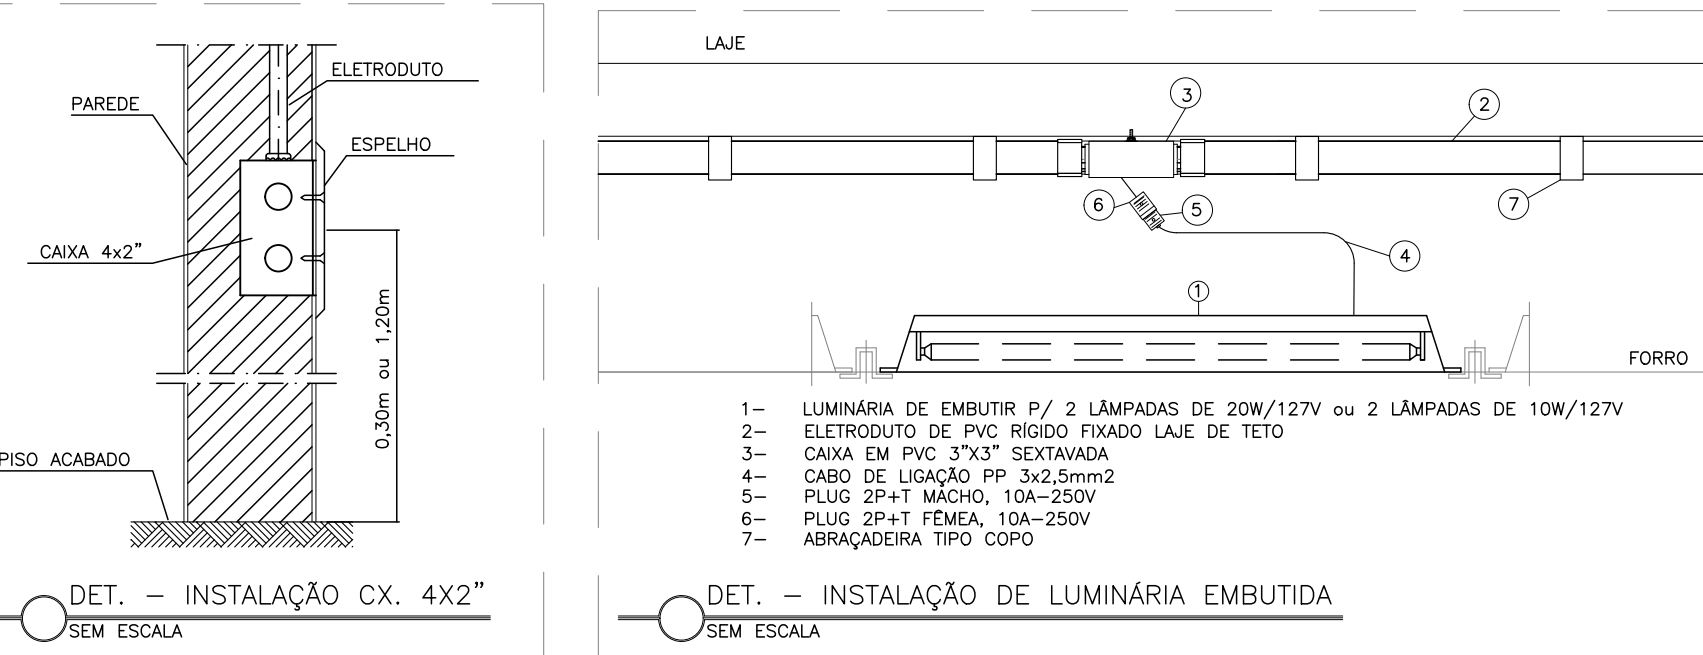 ELETRODUTO
PAREDE
ESPELHO
CAIXA 4x2”
0,30m ou 1,20m
PISO ACABADO
DET. – INSTALAÇÃO CX. 4X2”
SEM ESCALA
LAJE
3
2
6
5
7
4
1
FORRO
1– LUMINÁRIA DE EMBUTIR P/ 2 LÂMPADAS DE 20W/127V ou 2 LÂMPADAS DE 10W/127V
2– ELETRODUTO DE PVC RÍGIDO FIXADO LAJE DE TETO
3– CAIXA EM PVC 3”X3” SEXTAVADA
4– CABO DE LIGAÇÃO PP 3x2,5mm2
5– PLUG 2P+T MACHO, 10A–250V
6– PLUG 2P+T FÊMEA, 10A–250V
7– ABRAÇADEIRA TIPO COPO
DET. – INSTALAÇÃO DE LUMINÁRIA EMBUTIDA
SEM ESCALA